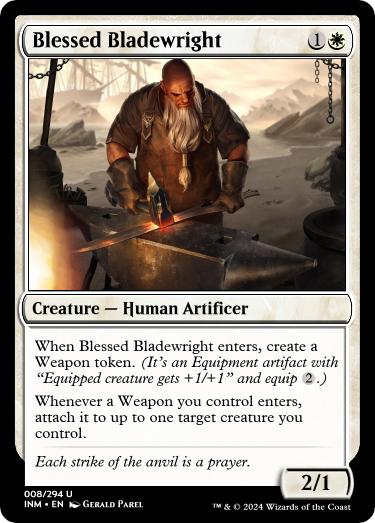 Blessed Bladewright 1
Creature — Human Artificer
When Blessed Bladewright enters, create a
Weapon token. (It's an Equipment artifact with
“Equipped creature gets +1/+1” and equip 2.)
Whenever a Weapon you control enters,
attach it to up to one target creature you
control.
Each strike of the anvil is a prayer.
2/1
008/294 U
INM • EN Gerald Parel
™ & © 2024 Wizards of the Coast